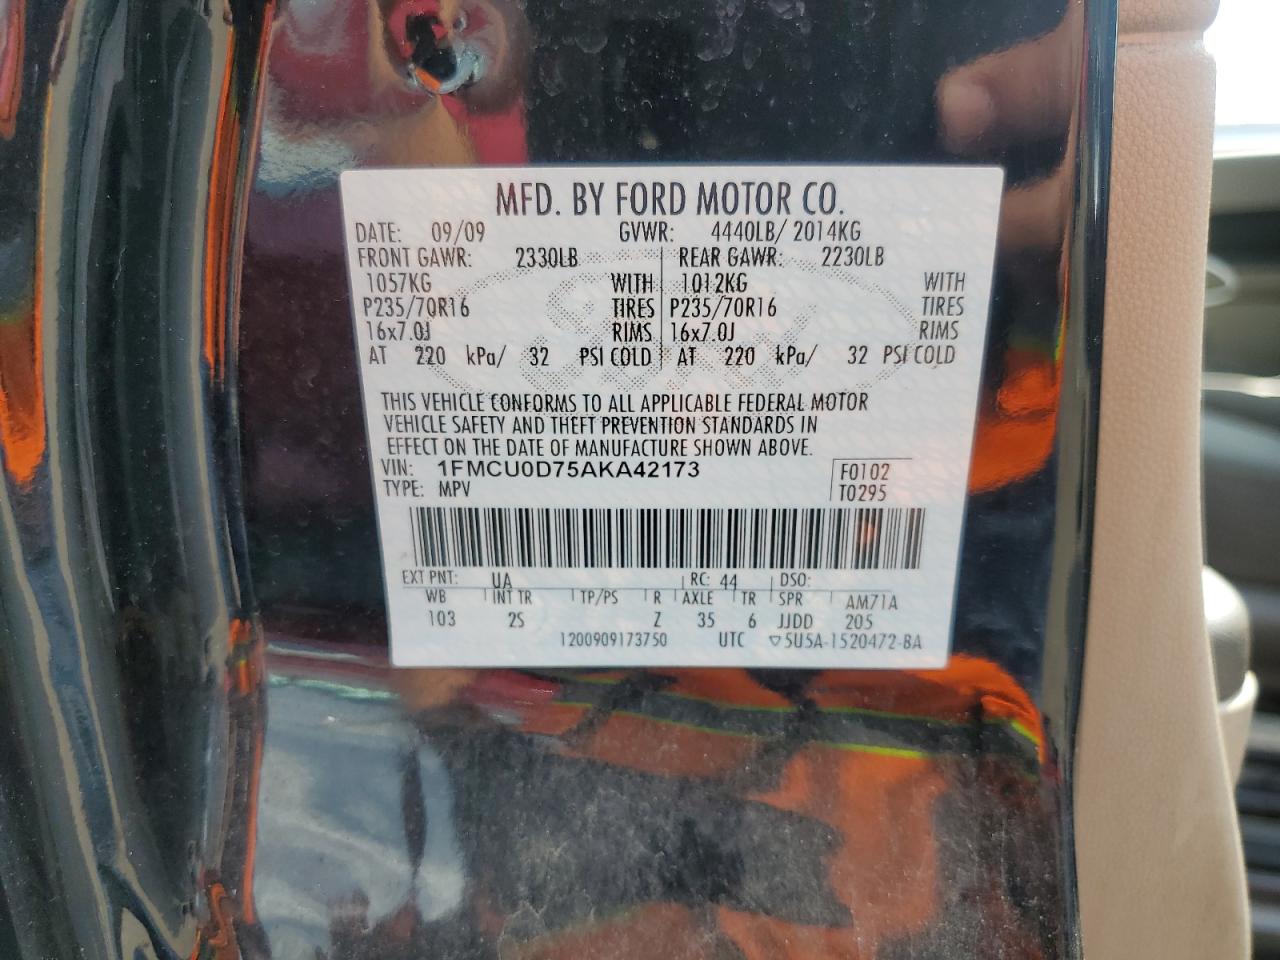 MFD. BY FORD MOTOR CO.
DATE: 09/09 GVWR: 4440LB/ 2014KG
FRONT GAWR: 2330LB REAR GAWR: 2230LB
1057KG WITH 1012KG WITH
P235/70R16 TIRES P235/70R16 TIRES
16x7.0J RIMS 16x7.0J RIMS
AT 220 kPa/ 32 PSI COLD AT 220 kPa/ 32 PSI COLD
THIS VEHICLE CONFORMS TO ALL APPLICABLE FEDERAL MOTOR
VEHICLE SAFETY AND THEFT PREVENTION STANDARDS IN
EFFECT ON THE DATE OF MANUFACTURE SHOWN ABOVE.
VIN: 1FMCU0D75AKA42173 F0102
TYPE: MPV T0295
EXT PNT: UA RC: 44 DSO:
WB INT TR TP/PS R AXLE TR SPR AM71A
103 2S Z 35 6 JJDD 205
1200909173750 UTC ▽5U5A-1520472-BA